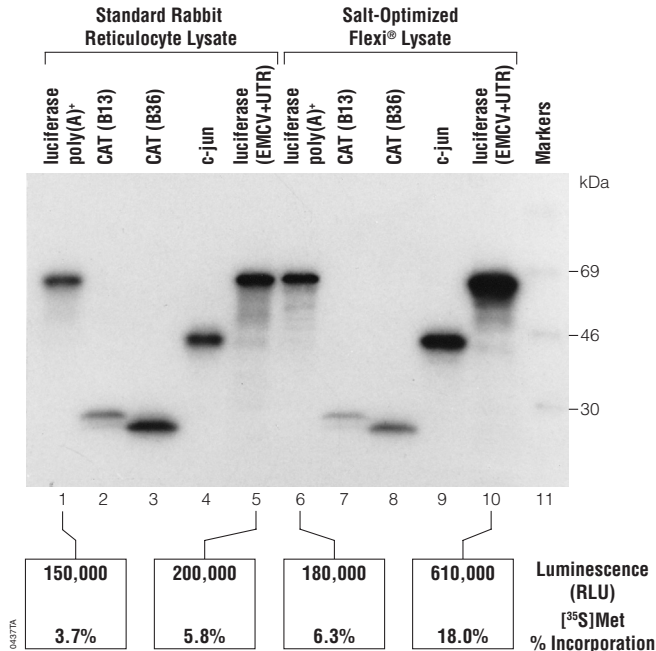 Standard Rabbit
Reticulocyte Lysate
Salt-Optimized
Flexi® Lysate
luciferase
poly(A)+
CAT (B13)
CAT (B36)
c-jun
luciferase
(EMCV+UTR)
luciferase
poly(A)+
CAT (B13)
CAT (B36)
c-jun
luciferase
(EMCV+UTR)
Markers
kDa
69
46
30
1 2 3 4 5 6 7 8 9 10 11
150,000 200,000 180,000 610,000 Luminescence
(RLU)
[35S]Met
3.7% 5.8% 6.3% 18.0% % Incorporation
0437TA